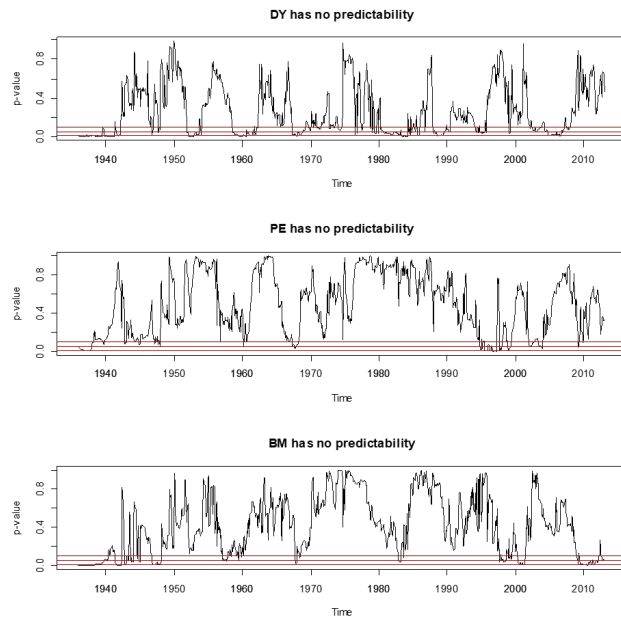 DY has no predictability
p-value
0.0 0.4 0.8
1940 1950 1960 1970 1980 1990 2000 2010
Time
PE has no predictability
p-value
0.0 0.4 0.8
1940 1950 1960 1970 1980 1990 2000 2010
Time
BM has no predictability
p-value
0.0 0.4 0.8
1940 1950 1960 1970 1980 1990 2000 2010
Time